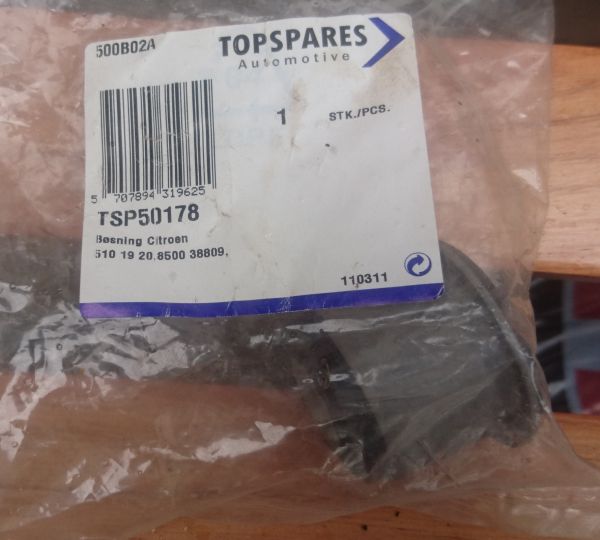 500B02A
TOPSPARES
Automotive
1 STK./PCS.
5 707894 319625
TSP50178
Bøsning Citroen
510 19 20.8500 38809,
110311